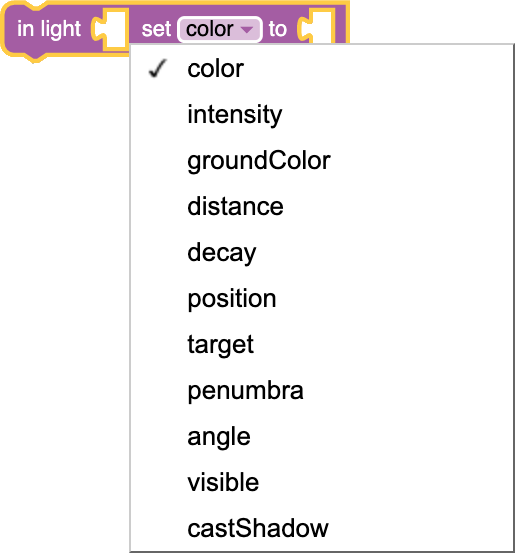 in light set color to
color
intensity
groundColor
distance
decay
position
target
penumbra
angle
visible
castShadow